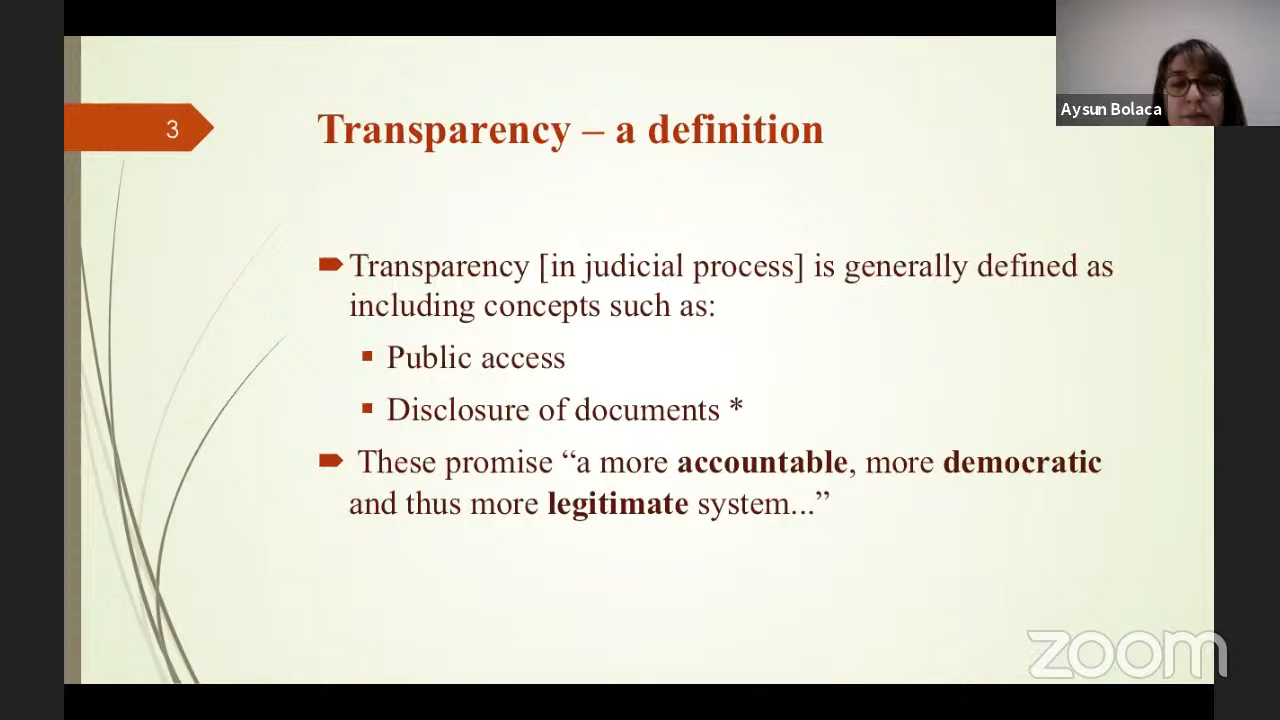 3
Transparency – a definition
Aysun Bolaca
Transparency [in judicial process] is generally defined as
including concepts such as:
Public access
Disclosure of documents *
These promise “a more accountable, more democratic
and thus more legitimate system...”
zoom